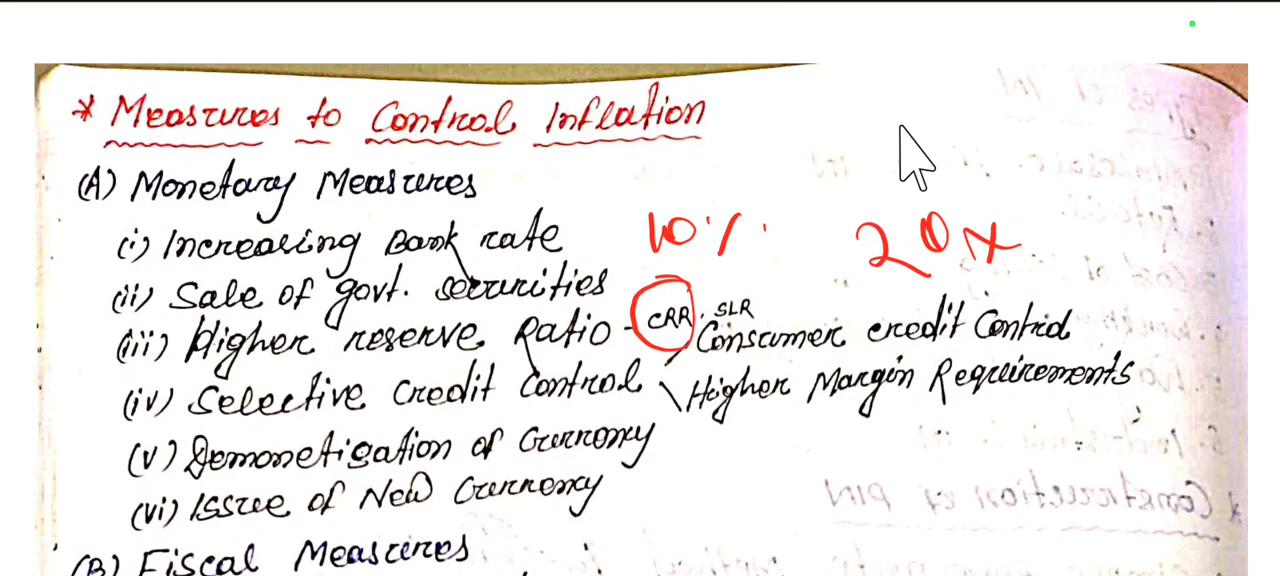 * Measures to Control Inflation
(A) Monetary Measures
(i) Increasing Bank rate 10%. 20%
(ii) Sale of govt. securities
(iii) Higher reserve Ratio - CRR, SLR
(iv) Selective Credit Control / Consumer credit Control
\ Higher Margin Requirements
(v) Demonetisation of Currency
(vi) Issue of New Currency
(B) Fiscal Measures